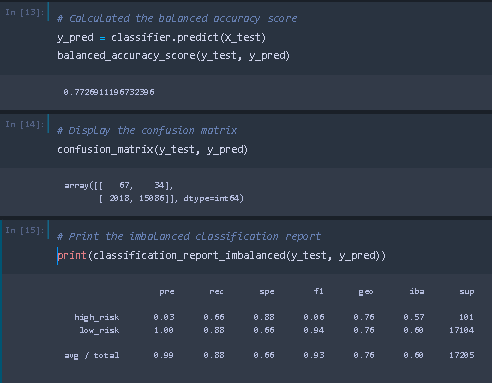 In [13]:
# Calculated the balanced accuracy score
y_pred = classifier.predict(X_test)
balanced_accuracy_score(y_test, y_pred)
0.7726911196732396
In [14]:
# Display the confusion matrix
confusion_matrix(y_test, y_pred)
array([[   67,    34],
[ 2018, 15086]], dtype=int64)
In [15]:
# Print the imbalanced classification report
print(classification_report_imbalanced(y_test, y_pred))
pre rec spe f1 geo iba sup
high_risk 0.03 0.66 0.88 0.06 0.76 0.57 101
low_risk 1.00 0.88 0.66 0.94 0.76 0.60 17104
avg / total 0.99 0.88 0.66 0.93 0.76 0.60 17205